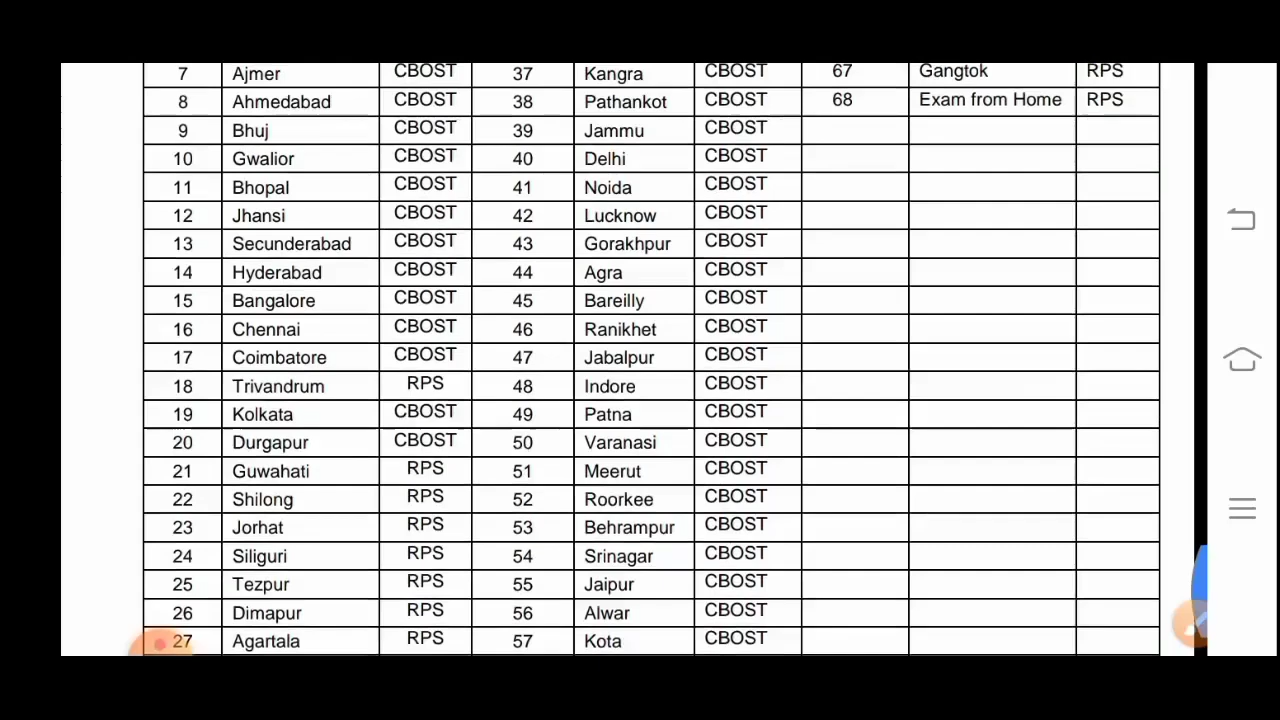 7 Ajmer CBOST 37 Kangra CBOST 67 Gangtok RPS
8 Ahmedabad CBOST 38 Pathankot CBOST 68 Exam from Home RPS
9 Bhuj CBOST 39 Jammu CBOST
10 Gwalior CBOST 40 Delhi CBOST
11 Bhopal CBOST 41 Noida CBOST
12 Jhansi CBOST 42 Lucknow CBOST
13 Secunderabad CBOST 43 Gorakhpur CBOST
14 Hyderabad CBOST 44 Agra CBOST
15 Bangalore CBOST 45 Bareilly CBOST
16 Chennai CBOST 46 Ranikhet CBOST
17 Coimbatore CBOST 47 Jabalpur CBOST
18 Trivandrum RPS 48 Indore CBOST
19 Kolkata CBOST 49 Patna CBOST
20 Durgapur CBOST 50 Varanasi CBOST
21 Guwahati RPS 51 Meerut CBOST
22 Shilong RPS 52 Roorkee CBOST
23 Jorhat RPS 53 Behrampur CBOST
24 Siliguri RPS 54 Srinagar CBOST
25 Tezpur RPS 55 Jaipur CBOST
26 Dimapur RPS 56 Alwar CBOST
27 Agartala RPS 57 Kota CBOST